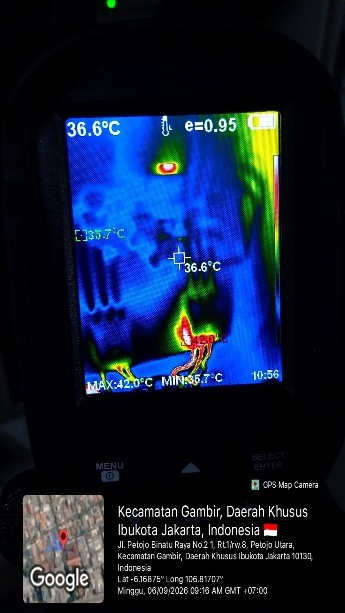 36.6°C e=0.95
35.7°C
36.6°C
MAX:42.0°C MIN:35.7°C 10:56
MENU
SELECT
ENTER
GPS Map Camera
Kecamatan Gambir, Daerah Khusus
Ibukota Jakarta, Indonesia 🇮🇩
Jl. Petojo Binatu Raya No.2 1, Rt.1/rw.8, Petojo Utara,
Kecamatan Gambir, Daerah Khusus Ibukota Jakarta 10130,
Indonesia
Lat -6.16875° Long 106.81707°
Minggu, 06/09/2026 09:16 AM GMT +07:00
Google